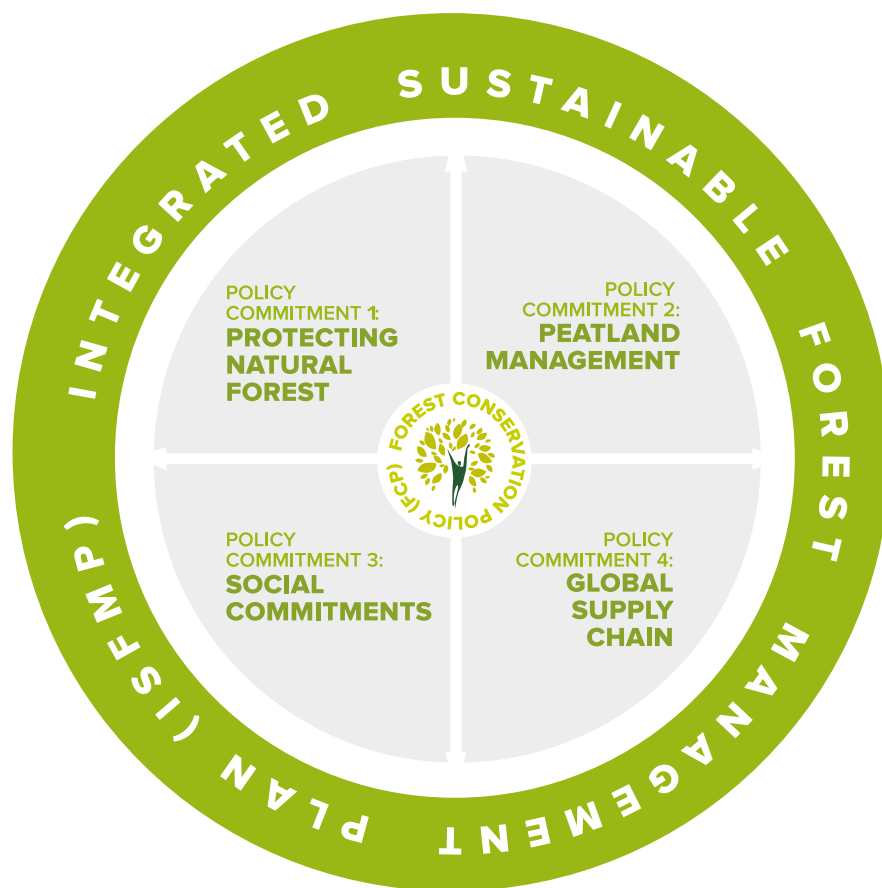 INTEGRATED SUSTAINABLE FOREST MANAGEMENT PLAN (ISFMP)
POLICY
COMMITMENT 1:
PROTECTING
NATURAL
FOREST
POLICY
COMMITMENT 2:
PEATLAND
MANAGEMENT
FOREST CONSERVATION POLICY (FCP)
POLICY
COMMITMENT 3:
SOCIAL
COMMITMENTS
POLICY
COMMITMENT 4:
GLOBAL
SUPPLY
CHAIN